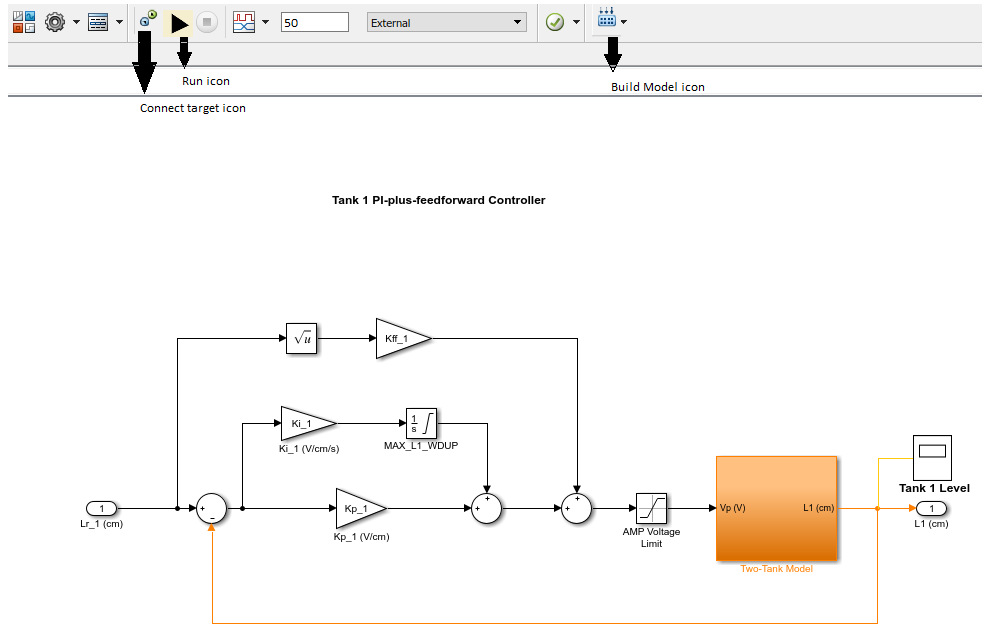 50
External
Run icon
Build Model icon
Connect target icon
Tank 1 PI-plus-feedforward Controller
√u
Kff_1
Ki_1
1
s
∫
Ki_1 (V/cm/s)
MAX_L1_WDUP
Tank 1 Level
1
Lr_1 (cm)
+
−
Kp_1
Kp_1 (V/cm)
+
+
+
+
AMP Voltage
Limit
Vp (V)
L1 (cm)
Two-Tank Model
1
L1 (cm)